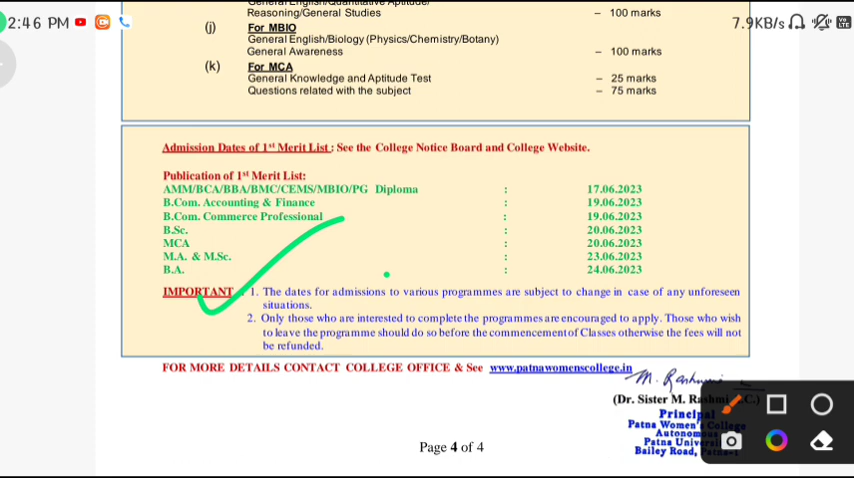 General English/Quantitative Aptitude/
2:46 PM
7.9KB/s
Reasoning/General Studies – 100 marks
(j) For MBIO
General English/Biology (Physics/Chemistry/Botany)
General Awareness – 100 marks
(k) For MCA
General Knowledge and Aptitude Test – 25 marks
Questions related with the subject – 75 marks
Admission Dates of 1st Merit List : See the College Notice Board and College Website.
Publication of 1st Merit List:
AMM/BCA/BBA/BMC/CEMS/MBIO/PG Diploma : 17.06.2023
B.Com. Accounting & Finance : 19.06.2023
B.Com. Commerce Professional : 19.06.2023
B.Sc. : 20.06.2023
MCA : 20.06.2023
M.A. & M.Sc. : 23.06.2023
B.A. : 24.06.2023
IMPORTANT : 1. The dates for admissions to various programmes are subject to change in case of any unforeseen
situations.
2. Only those who are interested to complete the programmes are encouraged to apply. Those who wish
to leave the programme should do so before the commencement of Classes otherwise the fees will not
be refunded.
FOR MORE DETAILS CONTACT COLLEGE OFFICE & See www.patnawomenscollege.in
M. Rashmi
(Dr. Sister M. Rashmi A.C.)
Principal
Patna Women's College
Autonomous
Page 4 of 4
Patna University
Bailey Road, Patna-1